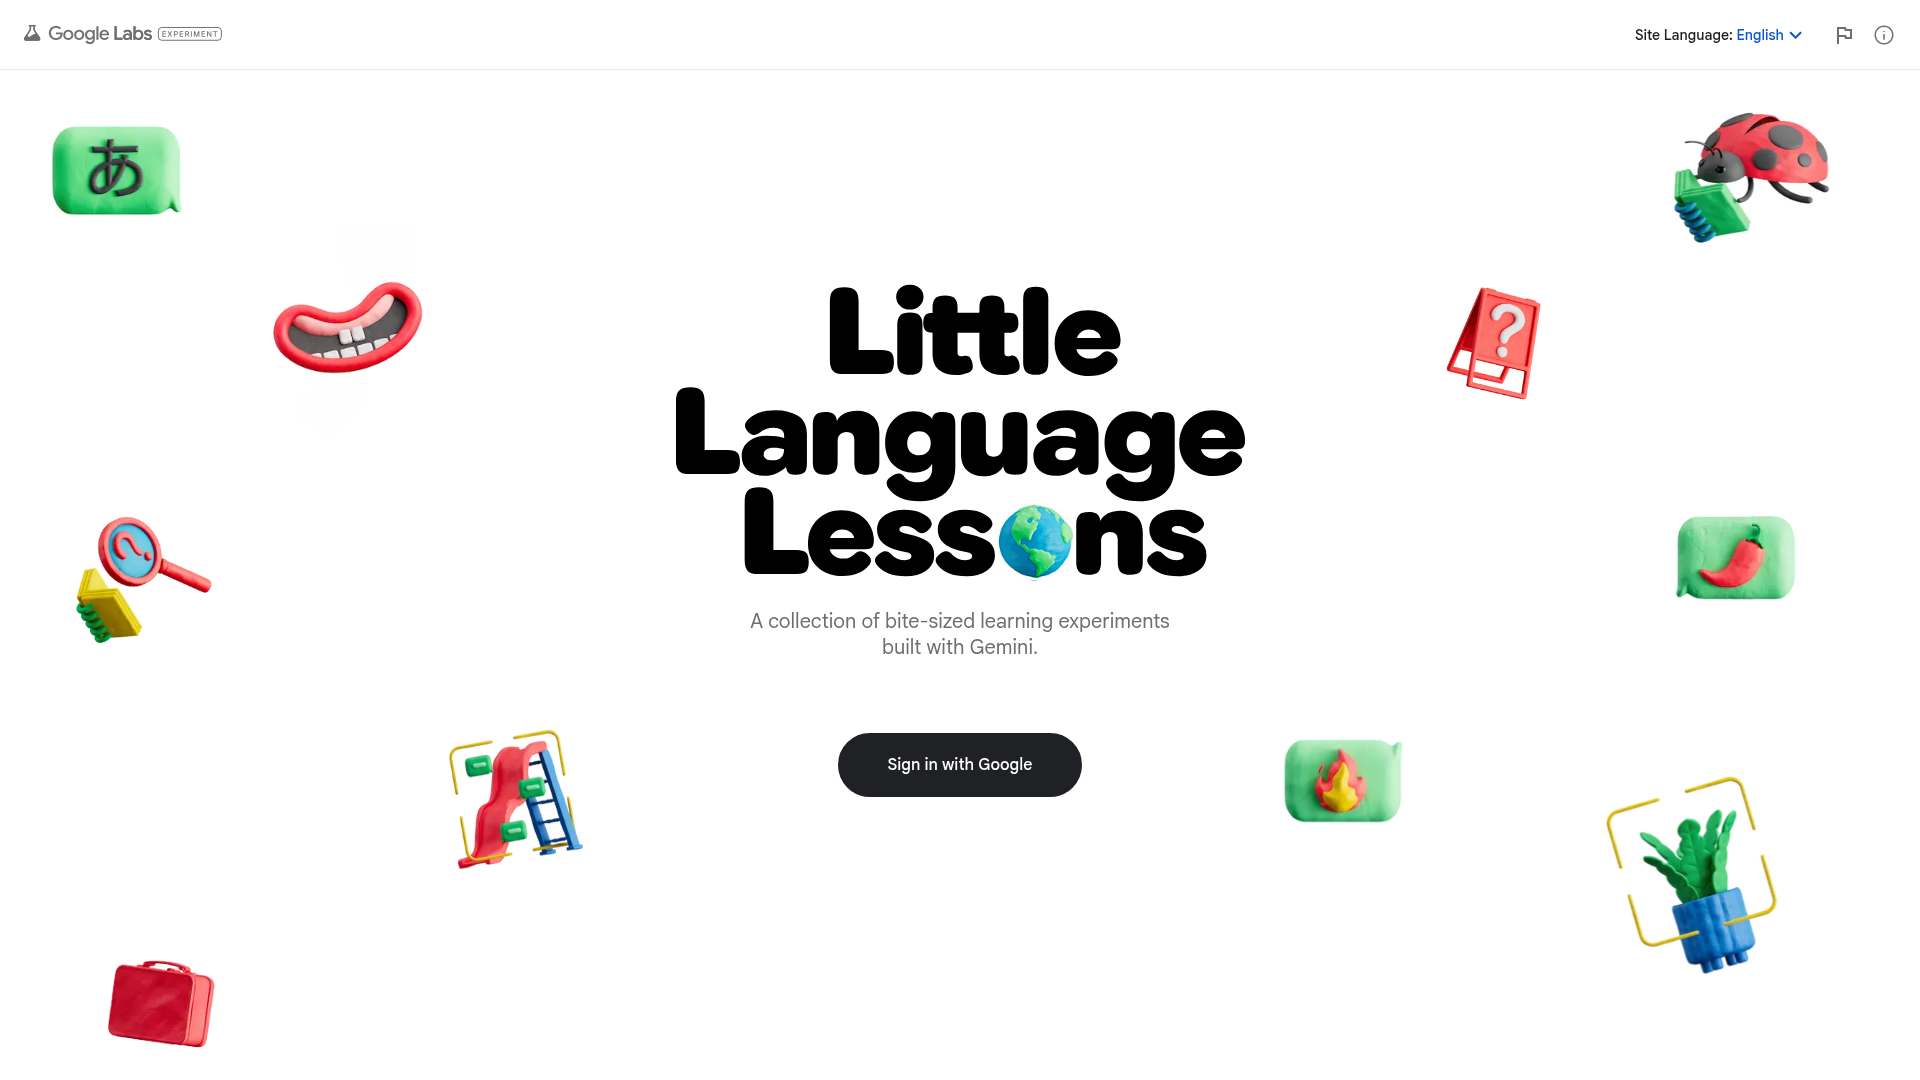 Google Labs EXPERIMENT
Site Language: English
あ
?
Little
Language
Lessons
?
A collection of bite-sized learning experiments
built with Gemini.
Sign in with Google